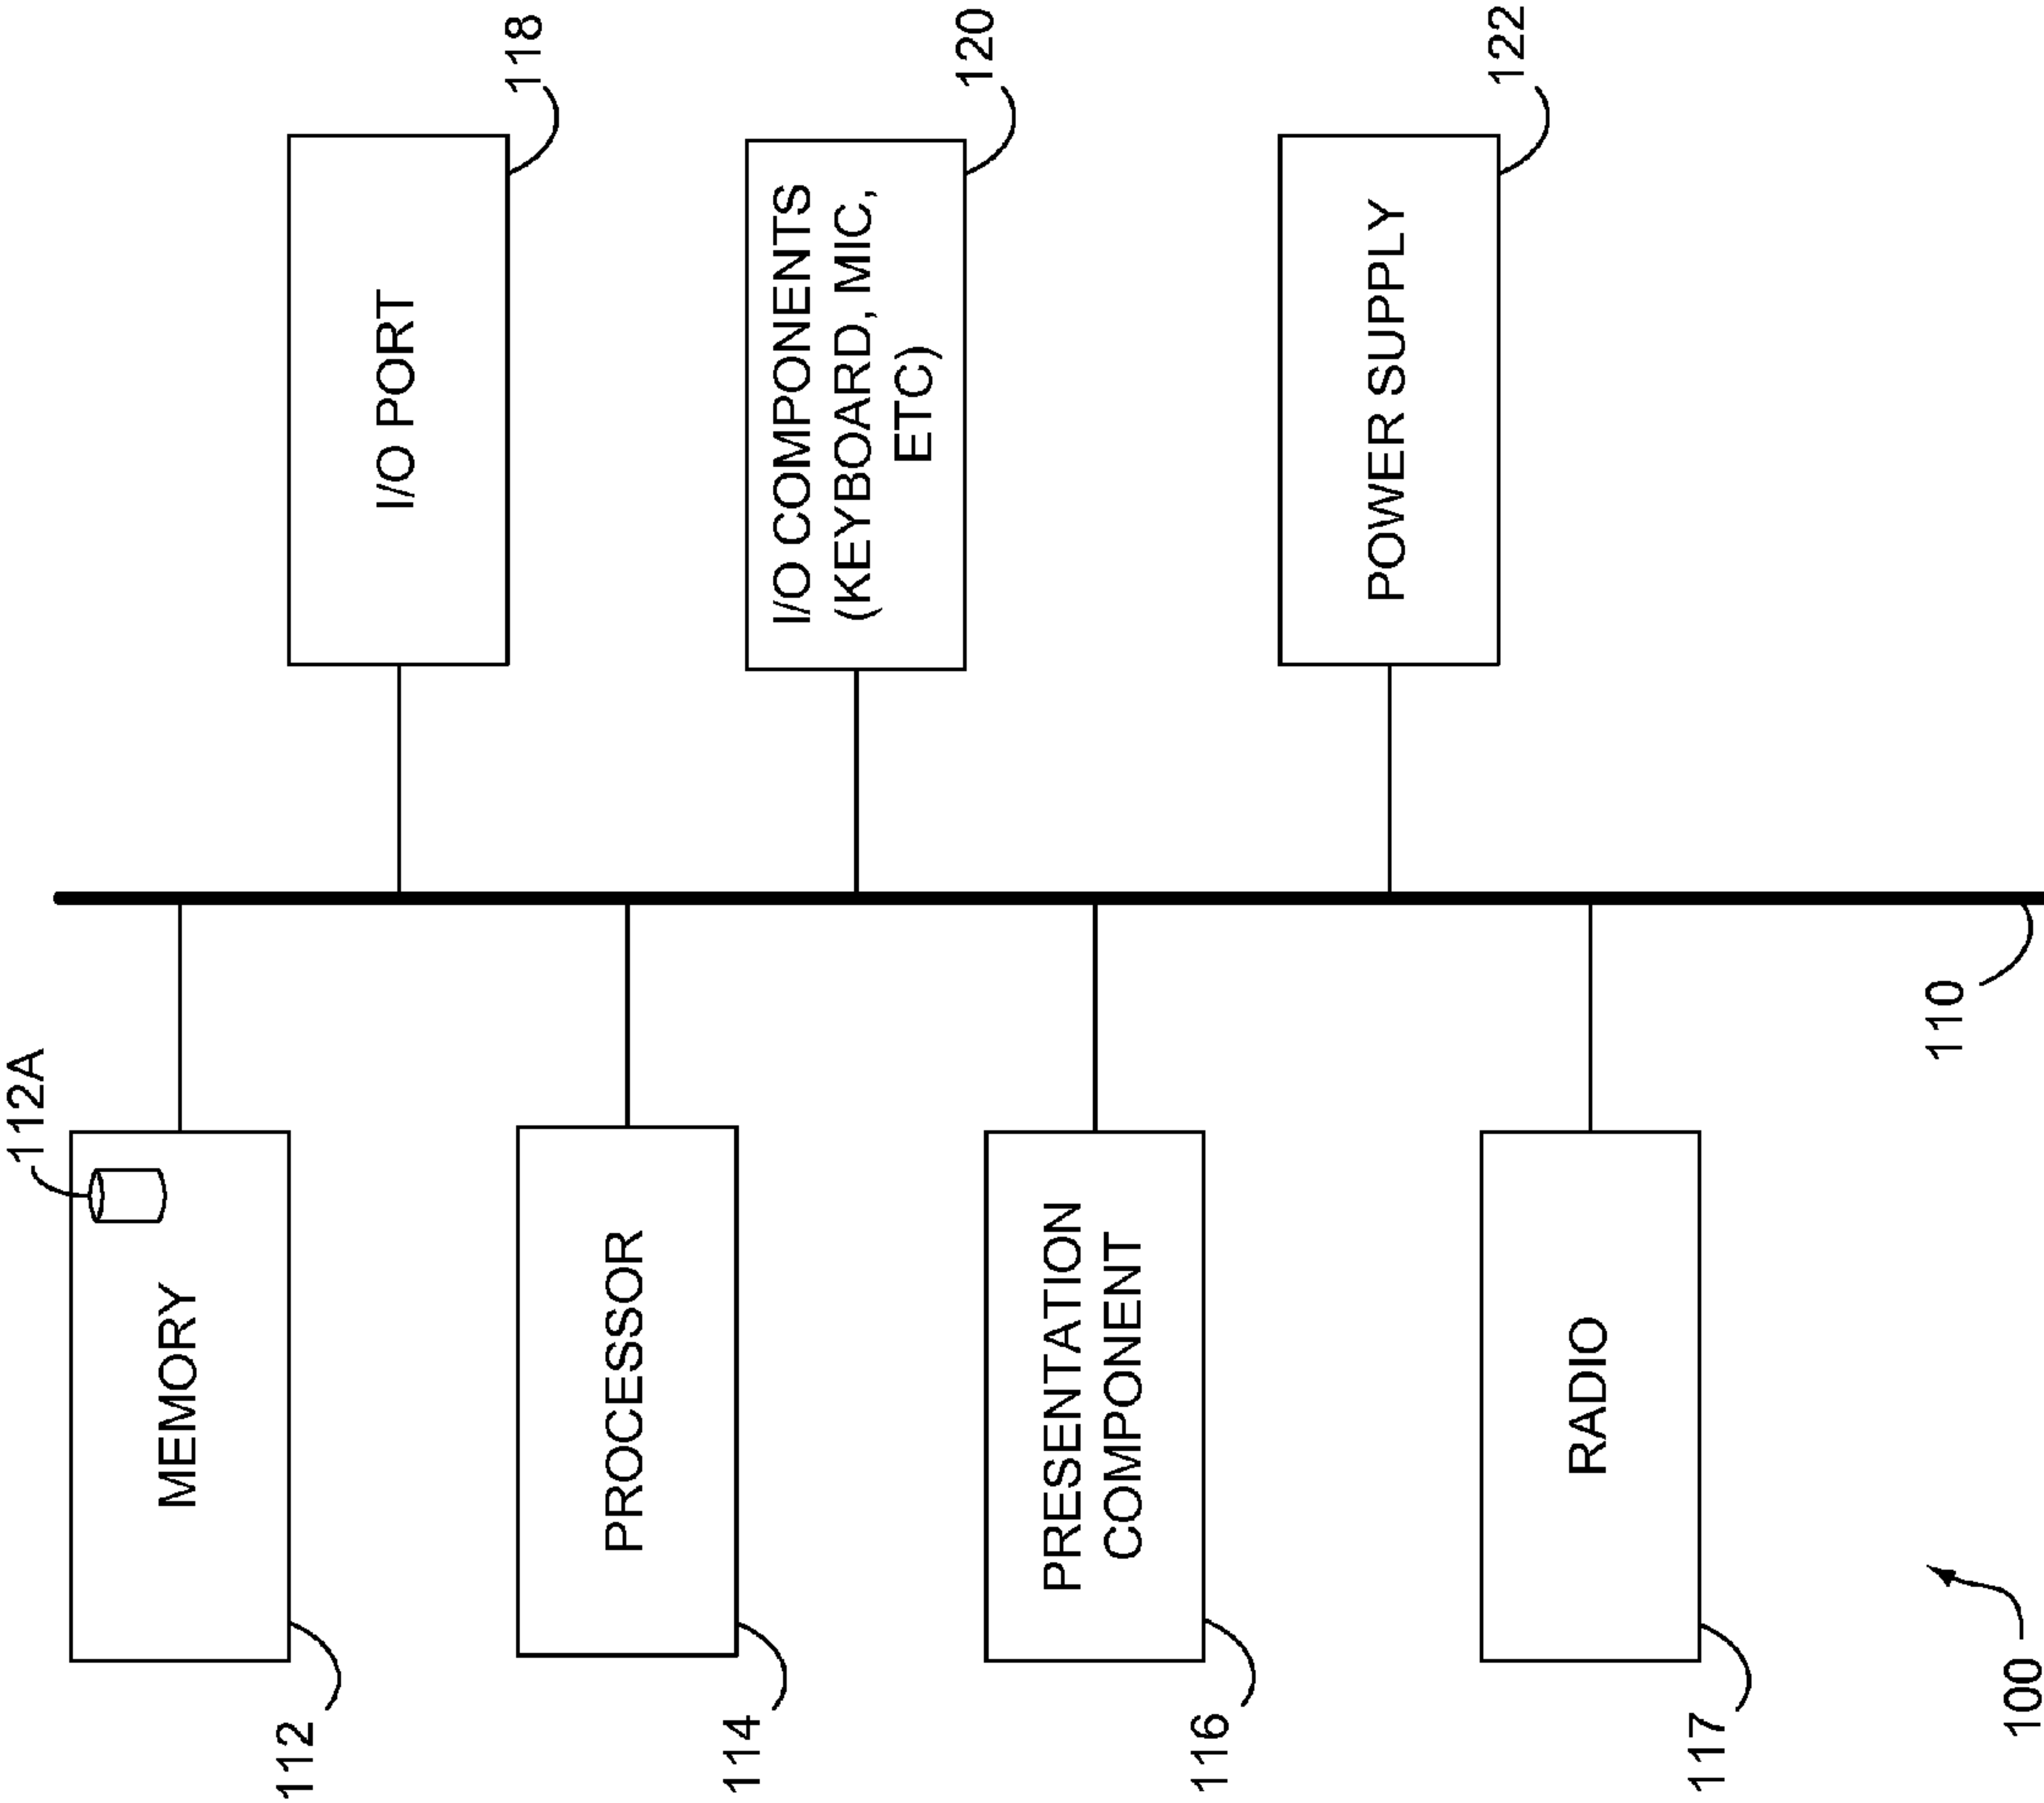 112A
MEMORY
112
PROCESSOR
114
PRESENTATION
COMPONENT
116
RADIO
117
I/O PORT
118
I/O COMPONENTS
(KEYBOARD, MIC,
ETC)
120
POWER SUPPLY
122
110
100